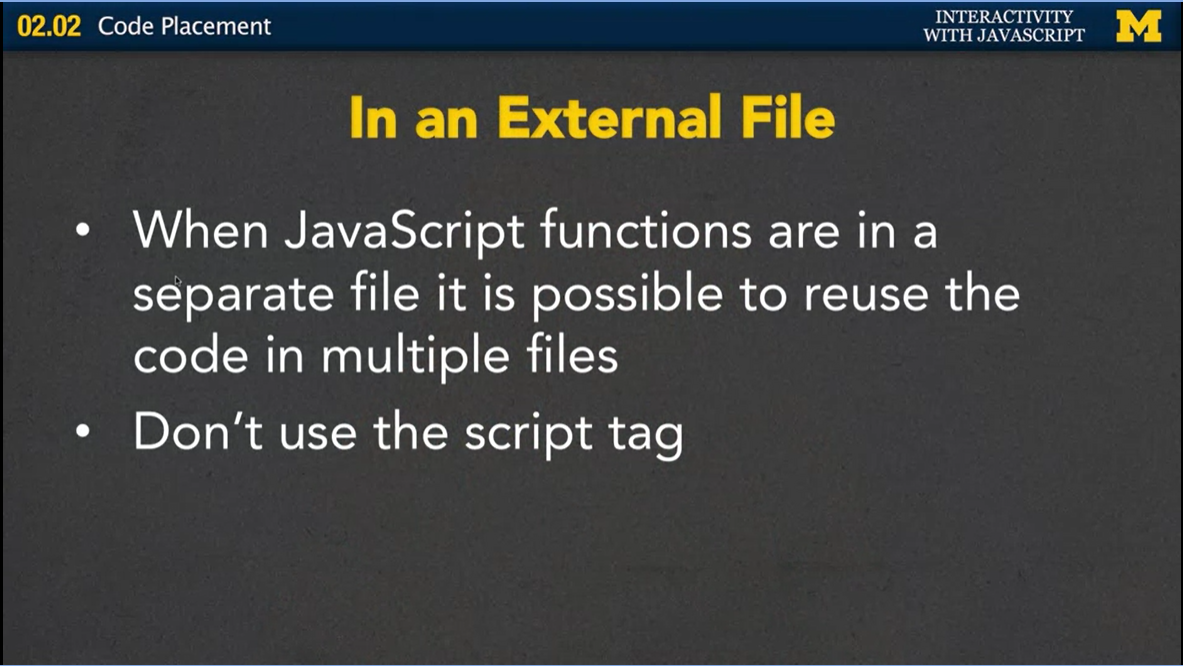 02.02 Code Placement
INTERACTIVITY
WITH JAVASCRIPT
M
In an External File
• When JavaScript functions are in a
separate file it is possible to reuse the
code in multiple files
• Don’t use the script tag